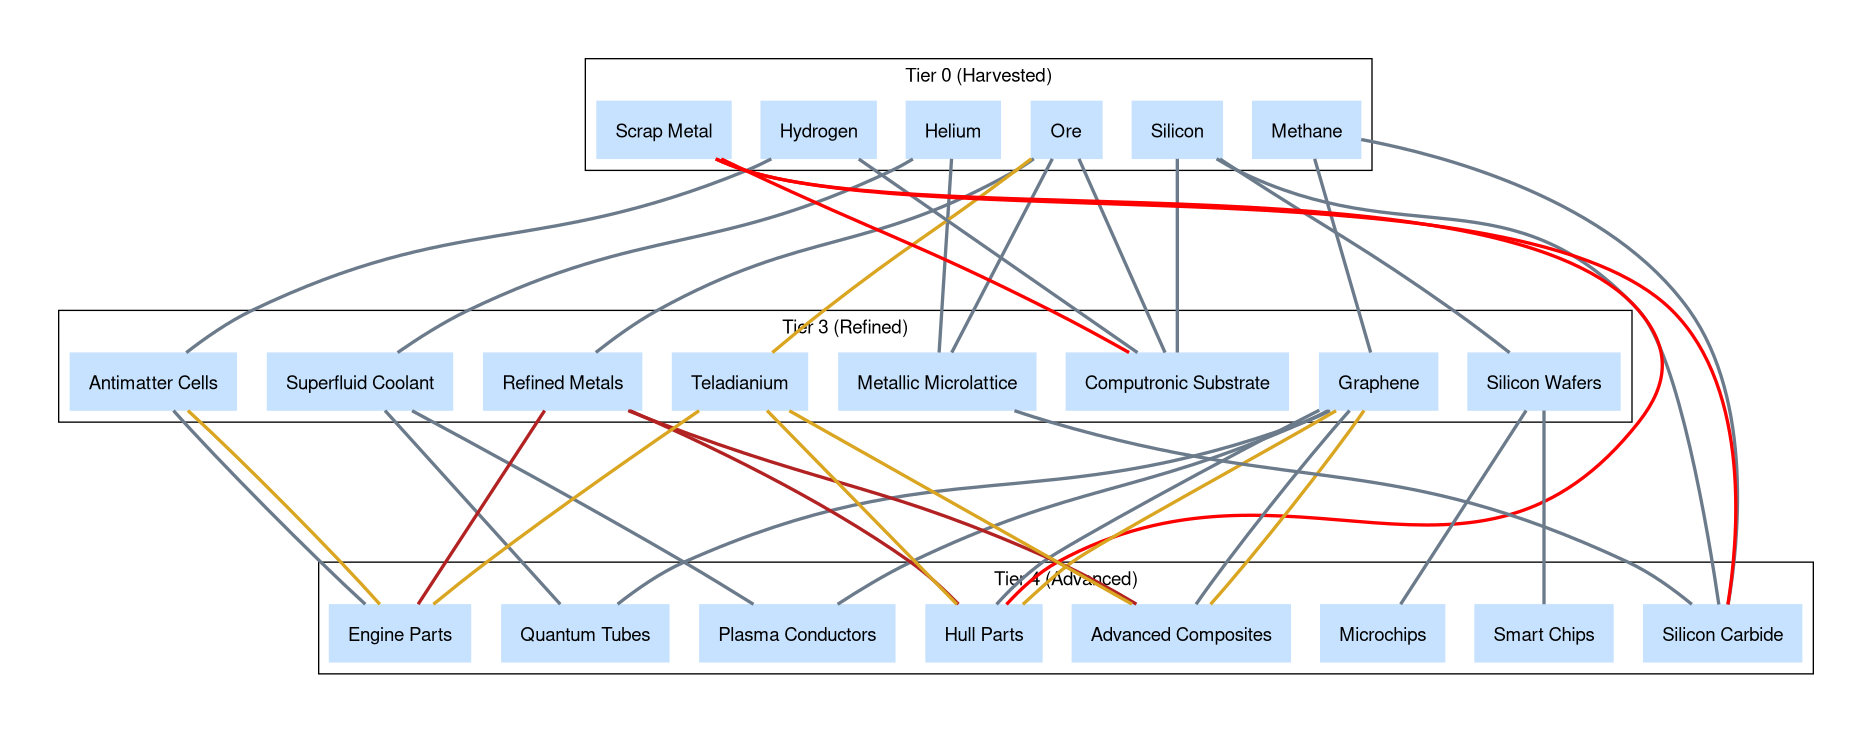 Tier 0 (Harvested)
Scrap Metal
Hydrogen
Helium
Ore
Silicon
Methane
Tier 3 (Refined)
Antimatter Cells
Superfluid Coolant
Refined Metals
Teladianium
Metallic Microlattice
Computronic Substrate
Graphene
Silicon Wafers
Tier 4 (Advanced)
Engine Parts
Quantum Tubes
Plasma Conductors
Hull Parts
Advanced Composites
Microchips
Smart Chips
Silicon Carbide